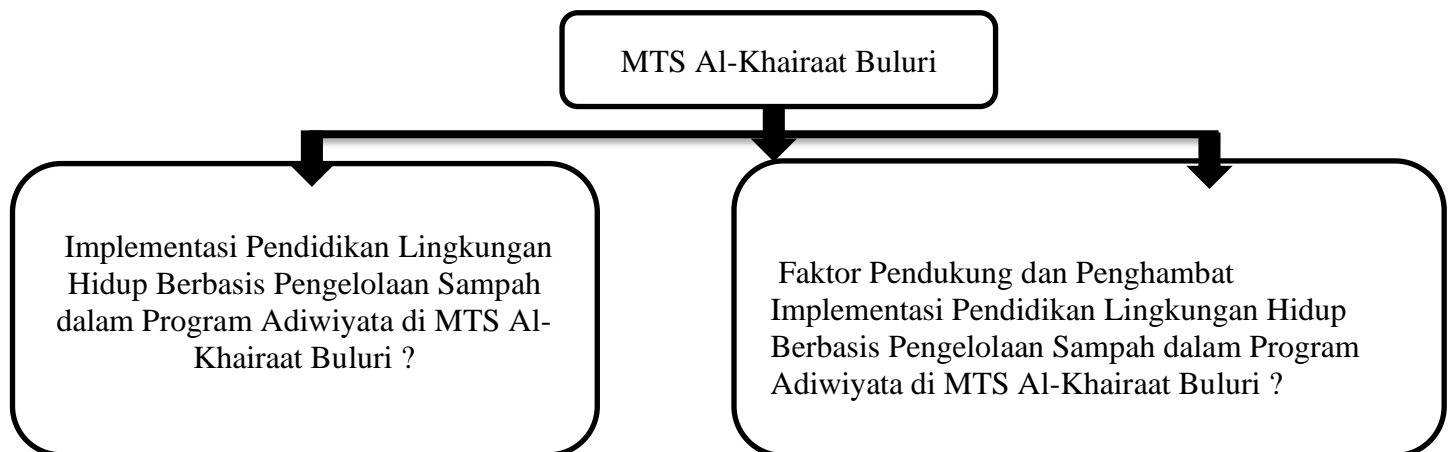 MTS Al-Khairaat Buluri
Implementasi Pendidikan Lingkungan
Hidup Berbasis Pengelolaan Sampah
dalam Program Adiwiyata di MTS Al-
Khairaat Buluri ?
Faktor Pendukung dan Penghambat
Implementasi Pendidikan Lingkungan Hidup
Berbasis Pengelolaan Sampah dalam Program
Adiwiyata di MTS Al-Khairaat Buluri ?